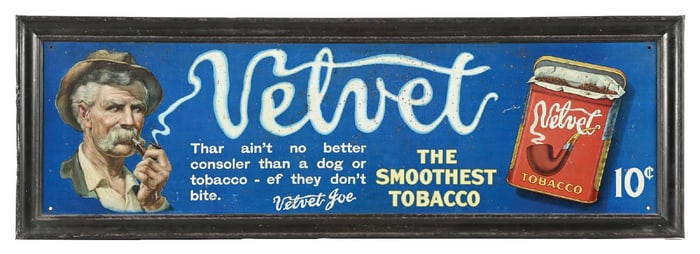 Velvet
Thar ain't no better
consoler than a dog or
tobacco - ef they don't
bite.
Velvet Joe
THE
SMOOTHEST
TOBACCO
Velvet
TOBACCO
10¢